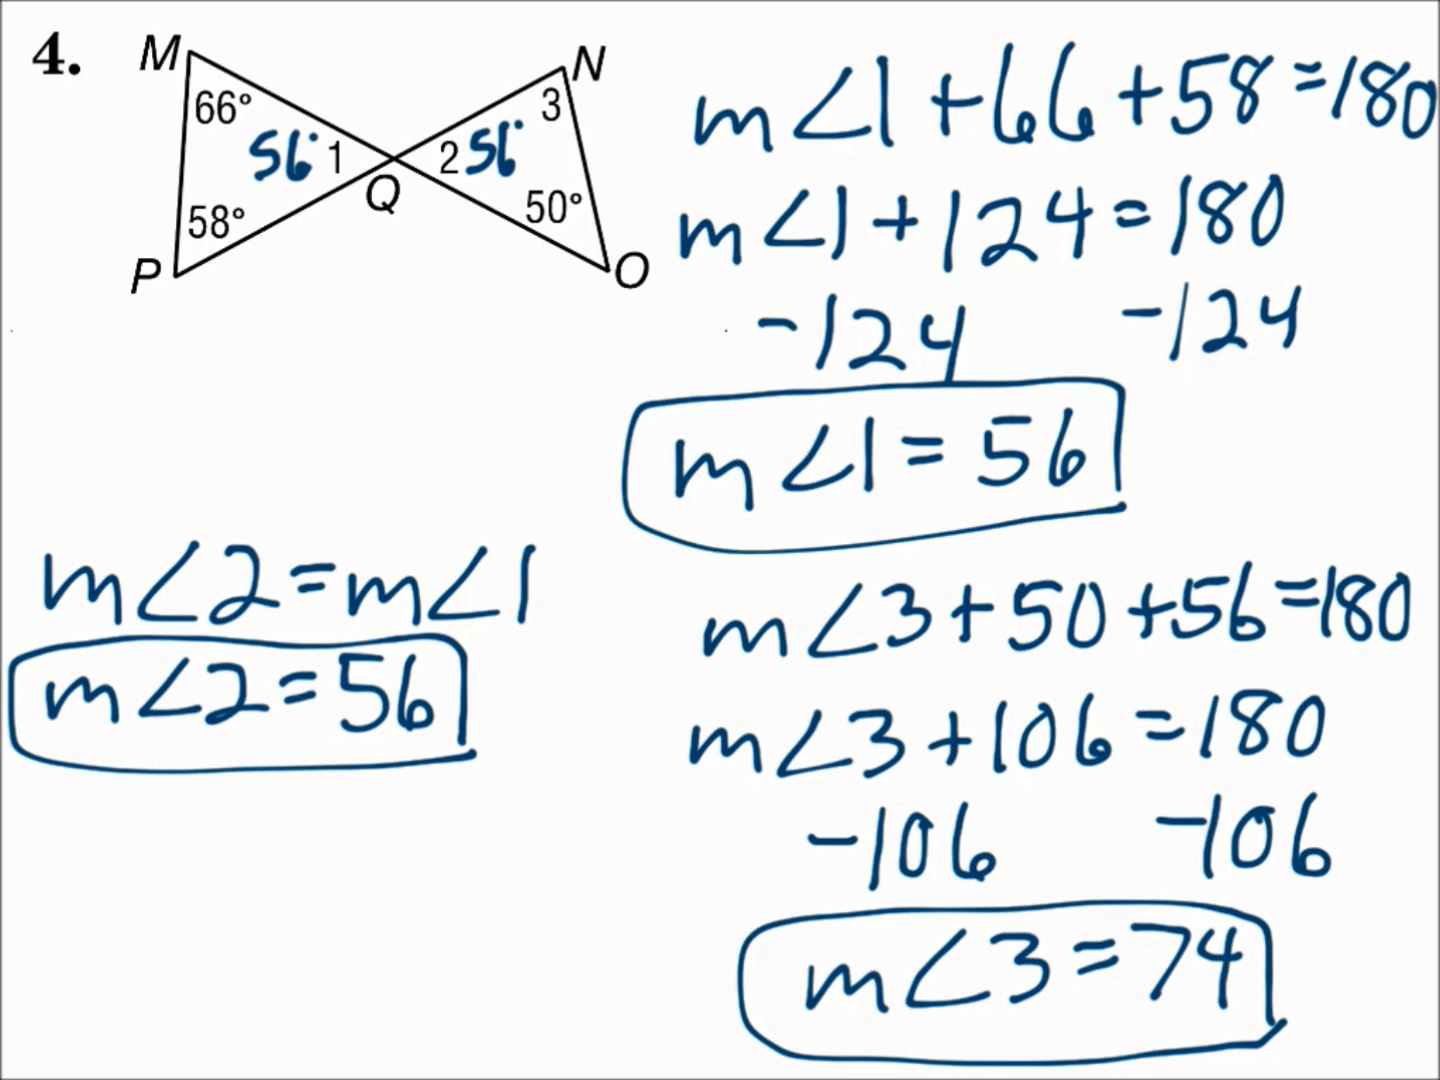 4.
M
N
66°
3
56° 1
2 56°
Q
58°
50°
P
O
m∠1 + 66 + 58 = 180
m∠1 + 124 = 180
-124 -124
m∠1 = 56
m∠2 = m∠1
m∠2 = 56
m∠3 + 50 + 56 = 180
m∠3 + 106 = 180
-106 -106
m∠3 = 74